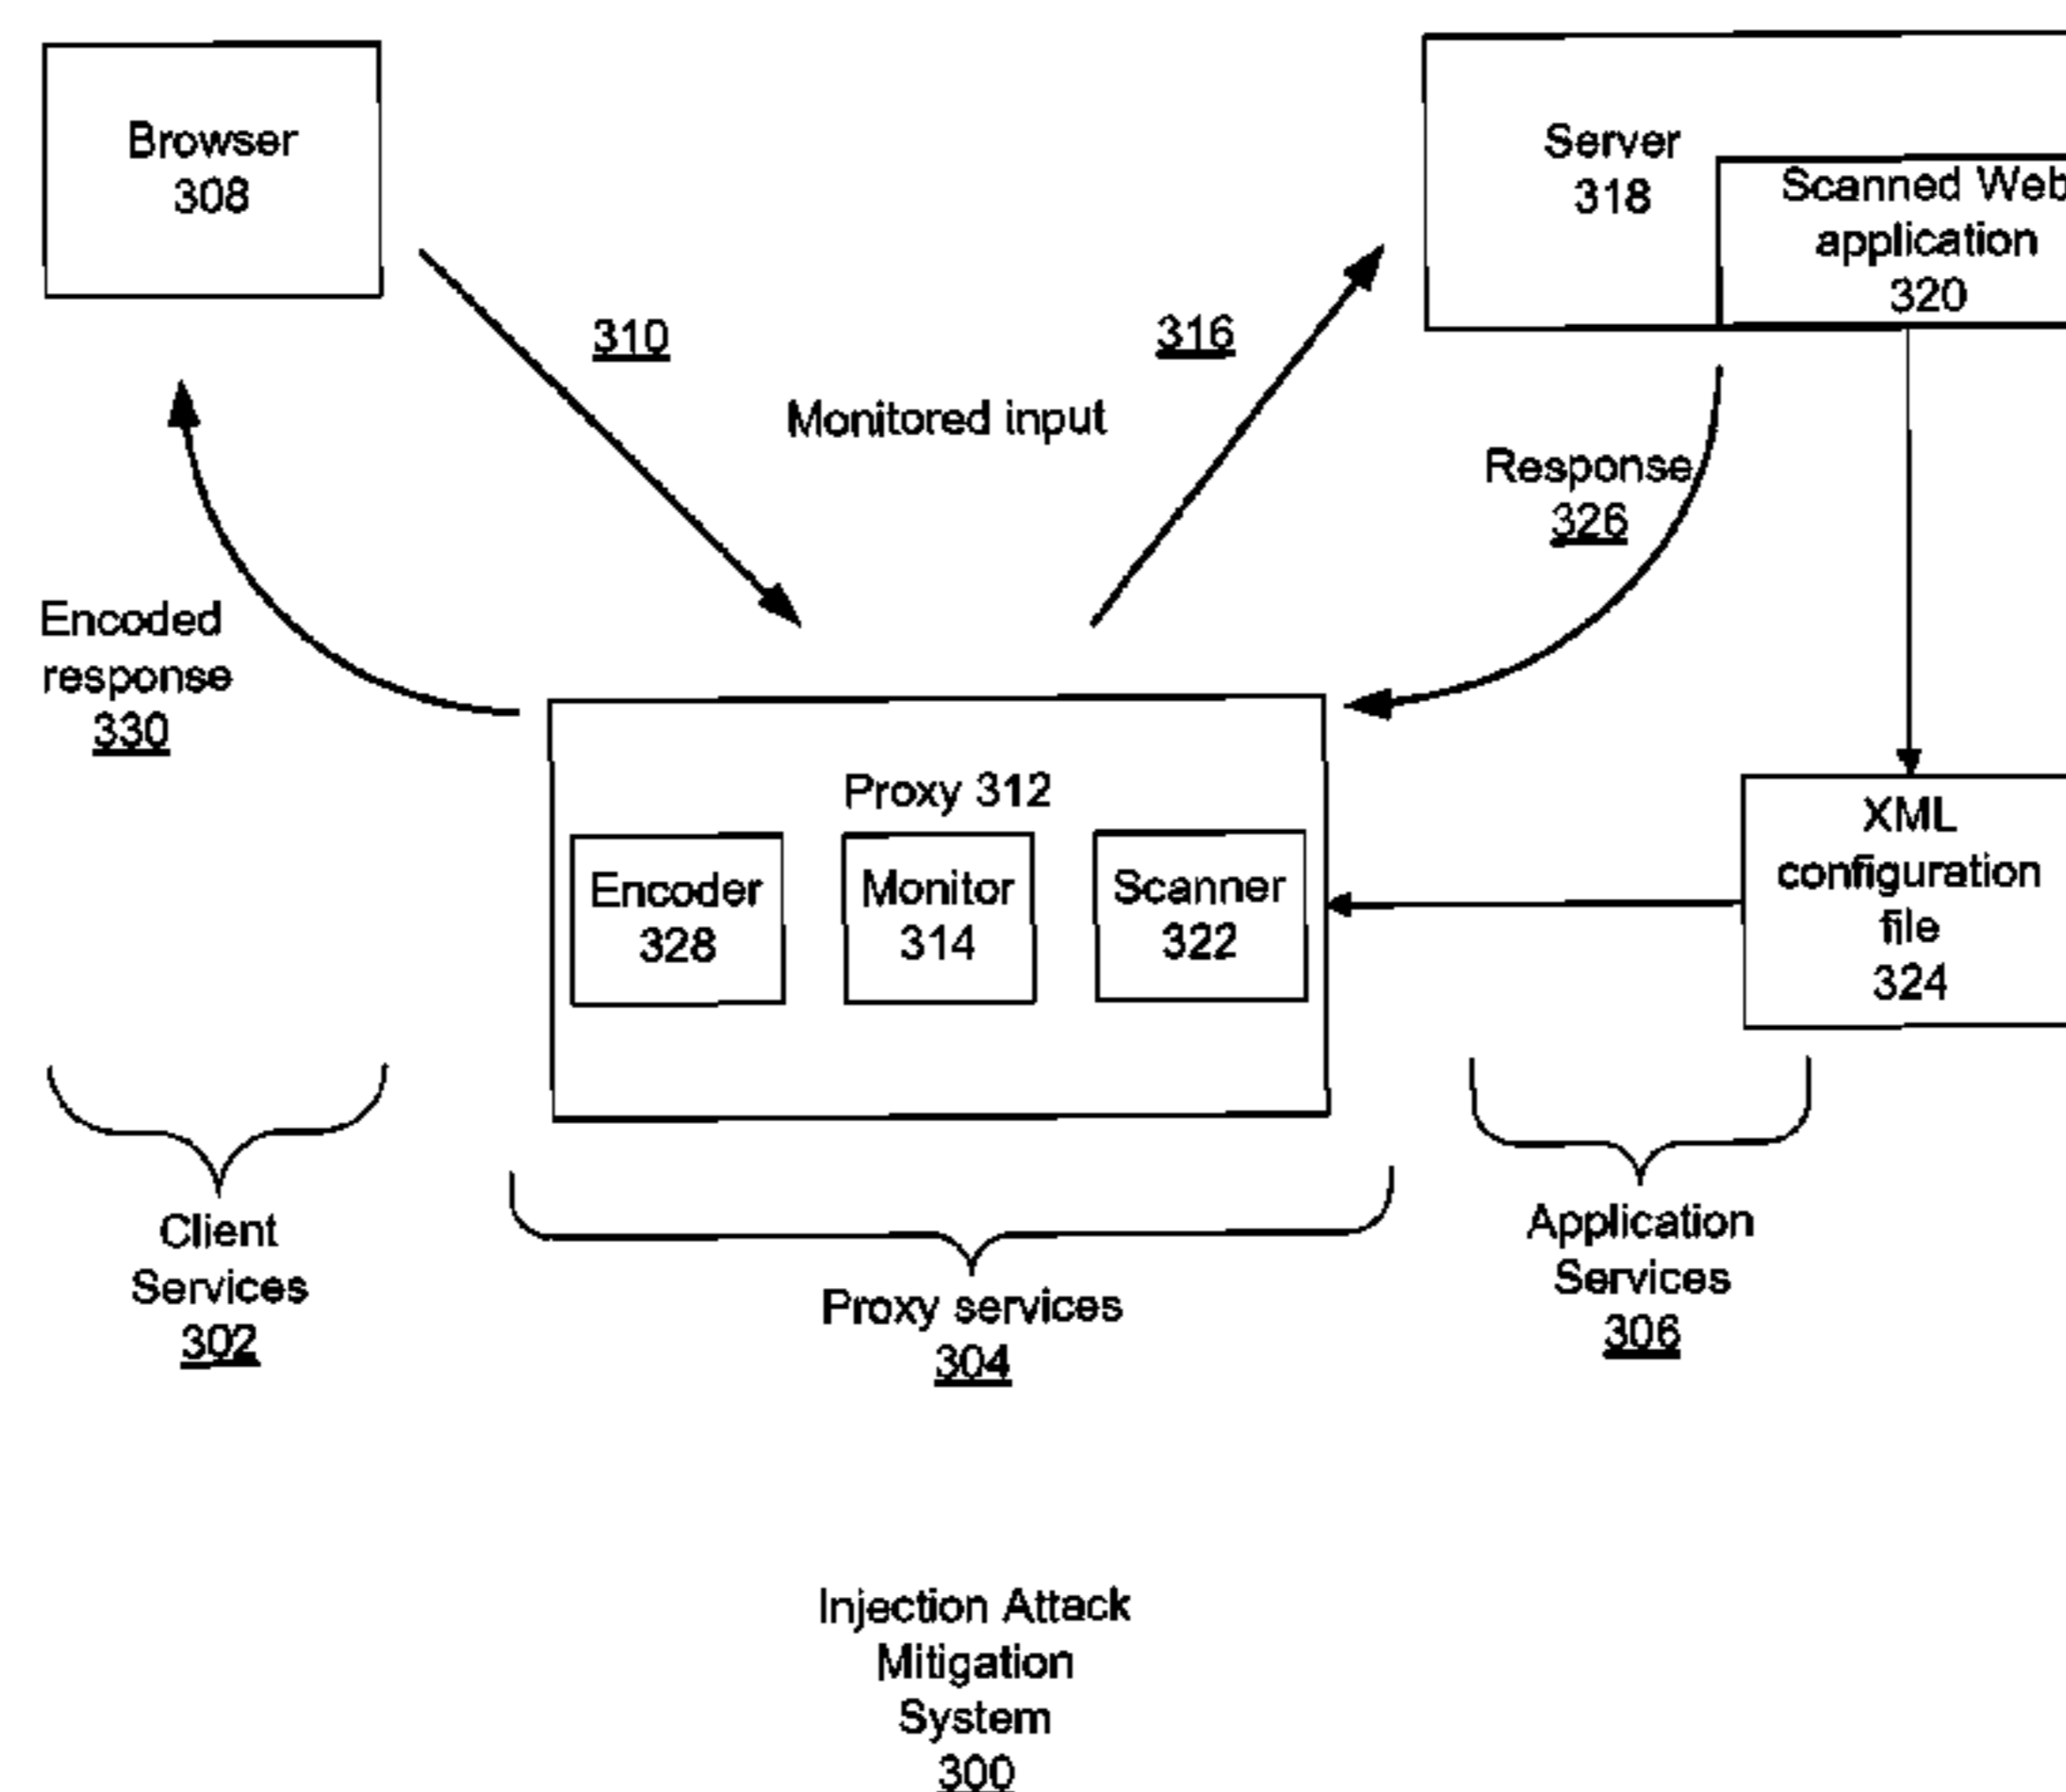 Browser
308
Server
318
Scanned Web
application
320
310
316
Monitored input
Response
326
Encoded
response
330
Proxy 312
Encoder
328
Monitor
314
Scanner
322
XML
configuration
file
324
Client
Services
302
Proxy services
304
Application
Services
306
Injection Attack
Mitigation
System
300